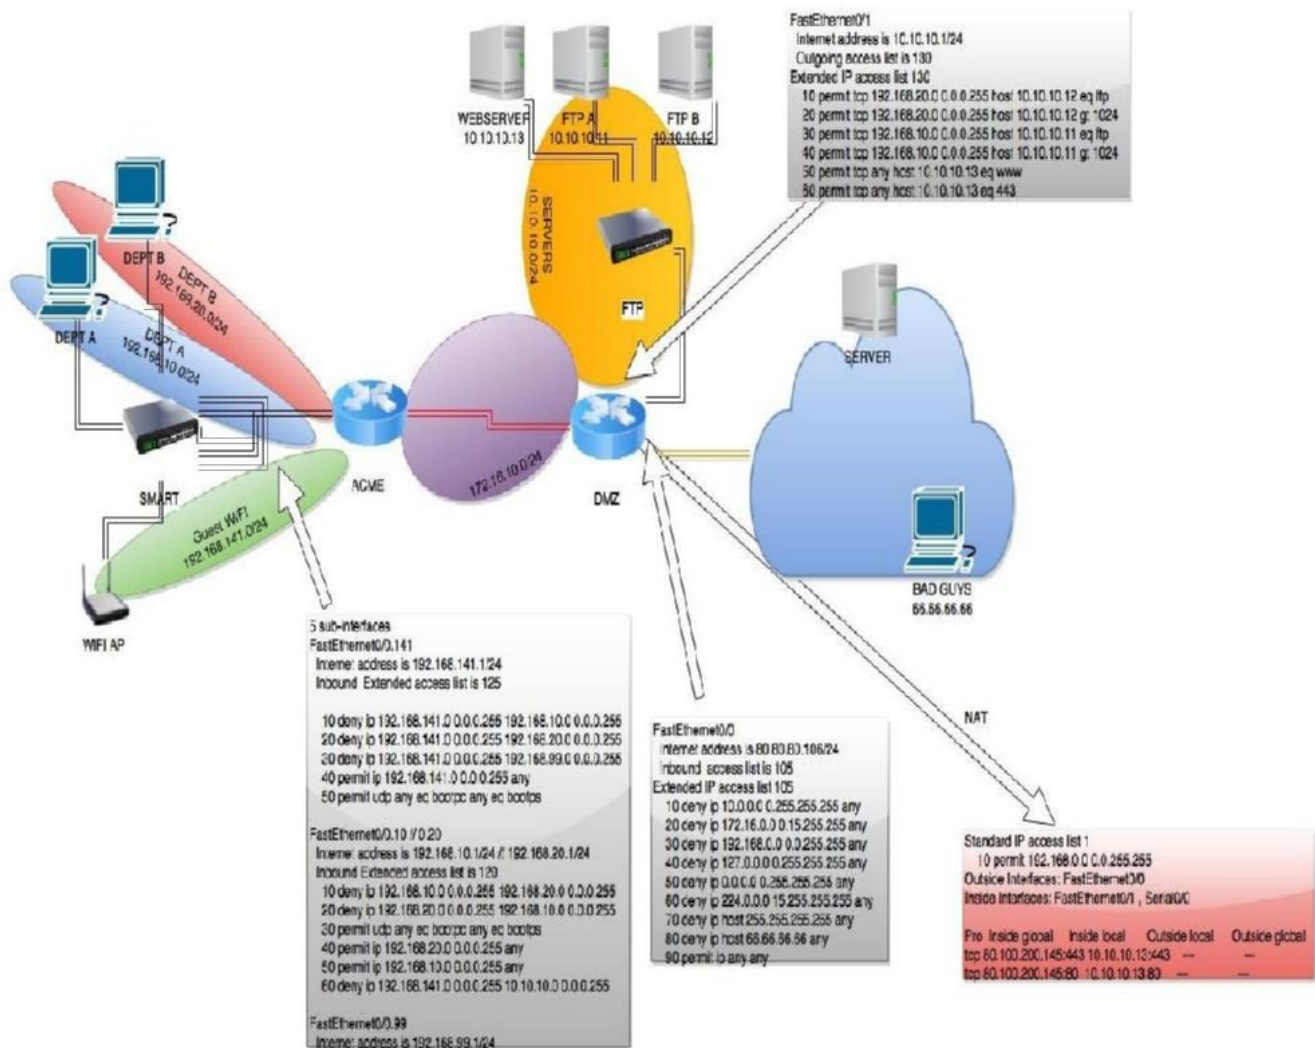 FastEthernet0/1
Internet address is 10.10.10.1/24
Outgoing access list is 130
Extended IP access list 130
10 permit tcp 192.168.20.0 0.0.0.255 host 10.10.10.12 eq ftp
20 permit tcp 192.168.20.0 0.0.0.255 host 10.10.10.12 gt 1024
30 permit tcp 192.168.10.0 0.0.0.255 host 10.10.10.11 eq ftp
40 permit tcp 192.168.10.0 0.0.0.255 host 10.10.10.11 gt 1024
50 permit tcp any host 10.10.10.13 eq www
60 permit tcp any host 10.10.10.13 eq 443
WEBSERVER
10.10.10.13
FTP A
10.10.10.11
FTP B
10.10.10.12
SERVERS
10.10.10.0/24
FTP
DEPT B
DEPT B
192.168.20.0/24
DEPT A
DEPT A
192.168.10.0/24
SERVER
SMART
ACME
172.16.10.0/24
DMZ
Guest WiFi
192.168.141.0/24
WIFI AP
BAD GUYS
66.66.66.66
NAT
5 sub-interfaces
FastEthernet0/0.141
Internet address is 192.168.141.1/24
Inbound Extended access list is 125
10 deny ip 192.168.141.0 0.0.0.255 192.168.10.0 0.0.0.255
20 deny ip 192.168.141.0 0.0.0.255 192.168.20.0 0.0.0.255
30 deny ip 192.168.141.0 0.0.0.255 192.168.99.0 0.0.0.255
40 permit ip 192.168.141.0 0.0.0.255 any
50 permit udp any eq bootpc any eq bootps
FastEthernet0/0.10 // 0.20
Internet address is 192.168.10.1/24 // 192.168.20.1/24
Inbound Extended access list is 120
10 deny ip 192.168.10.0 0.0.0.255 192.168.20.0 0.0.0.255
20 deny ip 192.168.20.0 0.0.0.255 192.168.10.0 0.0.0.255
30 permit udp any eq bootpc any eq bootps
40 permit ip 192.168.20.0 0.0.0.255 any
50 permit ip 192.168.10.0 0.0.0.255 any
60 deny ip 192.168.141.0 0.0.0.255 10.10.10.0 0.0.0.255
FastEthernet0/0.99
Internet address is 192.168.99.1/24
FastEthernet0/0
Internet address is 80.80.80.106/24
Inbound access list is 105
Extended IP access list 105
10 deny ip 10.0.0.0 0.255.255.255 any
20 deny ip 172.16.0.0 0.15.255.255 any
30 deny ip 192.168.0.0 0.0.255.255 any
40 deny ip 127.0.0.0 0.255.255.255 any
50 deny ip 0.0.0.0 0.255.255.255 any
60 deny ip 224.0.0.0 15.255.255.255 any
70 deny ip host 255.255.255.255 any
80 deny ip host 66.66.66.66 any
90 permit ip any any
Standard IP access list 1
10 permit 192.168.0.0 0.0.255.255
Outside Interfaces: FastEthernet0/0
Inside Interfaces: FastEthernet0/1 , Serial0/0
Pro Inside global Inside local Outside local Outside global
tcp 80.100.200.145:443 10.10.10.13:443 --- ---
tcp 80.100.200.145:80 10.10.10.13:80 --- ---